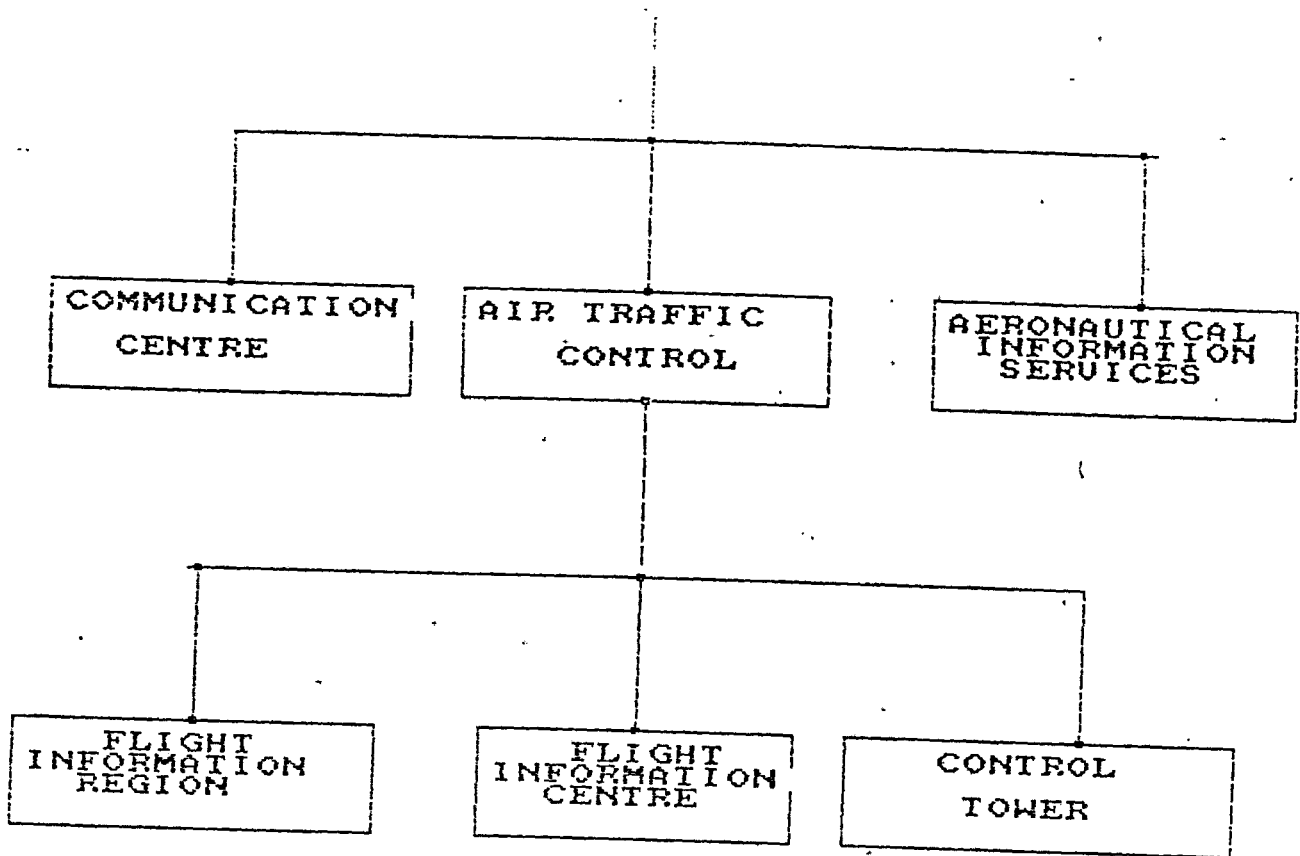 COMMUNICATION
CENTRE
AIR TRAFFIC
CONTROL
AERONAUTICAL
INFORMATION
SERVICES
FLIGHT
INFORMATION
REGION
FLIGHT
INFORMATION
CENTRE
CONTROL
TOWER